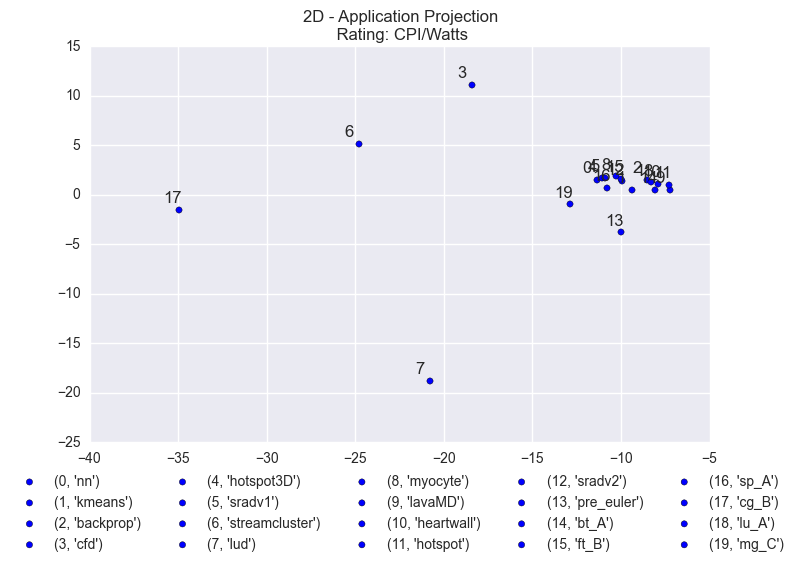 2D - Application Projection
Rating: CPI/Watts
15
10
5
0
−5
−10
−15
−20
−25
−40 −35 −30 −25 −20 −15 −10 −5
3
6
17
19
13
7
(0, 'nn') (4, 'hotspot3D') (8, 'myocyte') (12, 'sradv2') (16, 'sp_A')
(1, 'kmeans') (5, 'sradv1') (9, 'lavaMD') (13, 'pre_euler') (17, 'cg_B')
(2, 'backprop') (6, 'streamcluster') (10, 'heartwall') (14, 'bt_A') (18, 'lu_A')
(3, 'cfd') (7, 'lud') (11, 'hotspot') (15, 'ft_B') (19, 'mg_C')